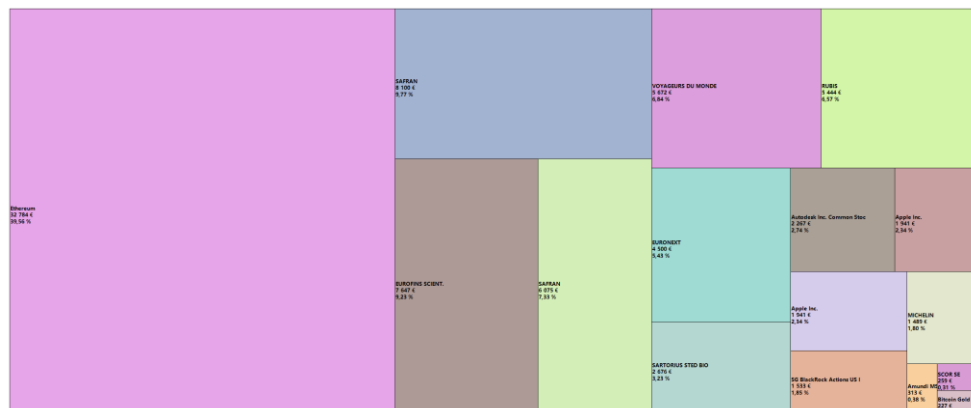 Ethereum
32 784 €
39,56 %
SAFRAN
8 100 €
9,77 %
EUROFINS SCIENT.
7 647 €
9,23 %
SAFRAN
6 075 €
7,33 %
VOYAGEURS DU MONDE
5 672 €
6,84 %
RUBIS
5 444 €
6,57 %
EURONEXT
4 500 €
5,43 %
SARTORIUS STED BIO
2 676 €
3,23 %
Autodesk Inc. Common Stoc
2 267 €
2,74 %
Apple Inc.
1 941 €
2,34 %
Apple Inc.
1 941 €
2,34 %
MICHELIN
1 489 €
1,80 %
SG BlackRock Actions US I
1 533 €
1,85 %
Amundi MS
313 €
0,38 %
SCOR SE
255 €
0,31 %
Bitcoin Gold
227 €